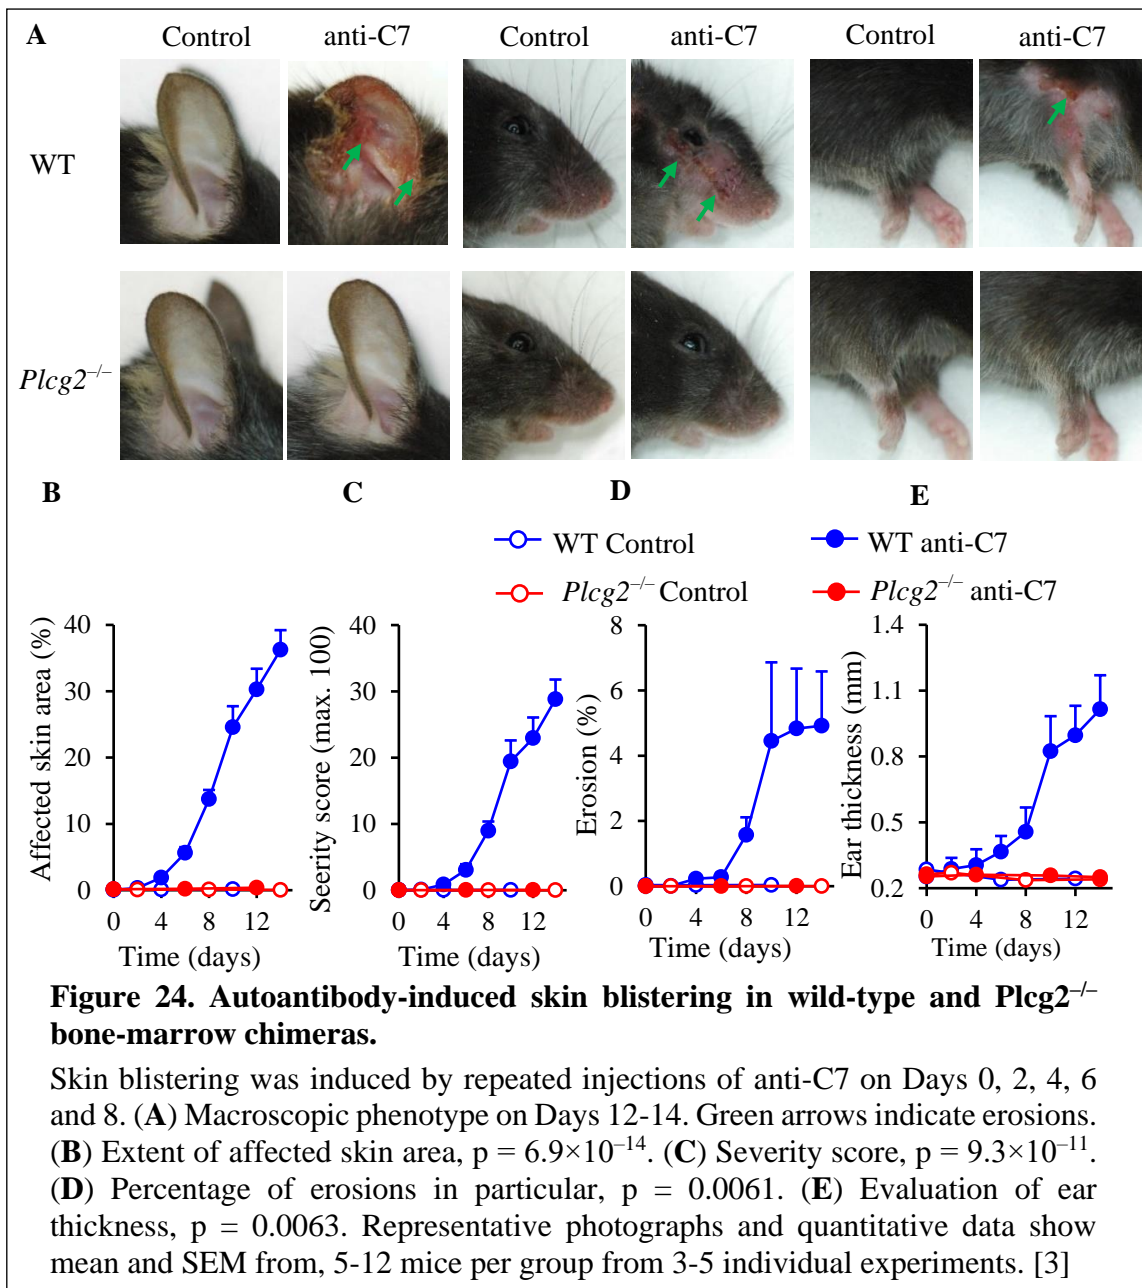 A
Control anti-C7 Control anti-C7 Control anti-C7
WT
Plcg2–/–
B C D E
WT Control WT anti-C7
Plcg2–/– Control Plcg2–/– anti-C7
Affected skin area (%)
40
30
20
10
0
0 4 8 12
Time (days)
Seerity score (max. 100)
40
30
20
10
0
0 4 8 12
Time (days)
Erosion (%)
8
6
4
2
0
0 4 8 12
Time (days)
Ear thickness (mm)
1.4
1.1
0.8
0.5
0.2
0 4 8 12
Time (days)
Figure 24. Autoantibody-induced skin blistering in wild-type and Plcg2–/–
bone-marrow chimeras.
Skin blistering was induced by repeated injections of anti-C7 on Days 0, 2, 4, 6
and 8. (A) Macroscopic phenotype on Days 12-14. Green arrows indicate erosions.
(B) Extent of affected skin area, p = 6.9×10–14. (C) Severity score, p = 9.3×10–11.
(D) Percentage of erosions in particular, p = 0.0061. (E) Evaluation of ear
thickness, p = 0.0063. Representative photographs and quantitative data show
mean and SEM from, 5-12 mice per group from 3-5 individual experiments. [3]